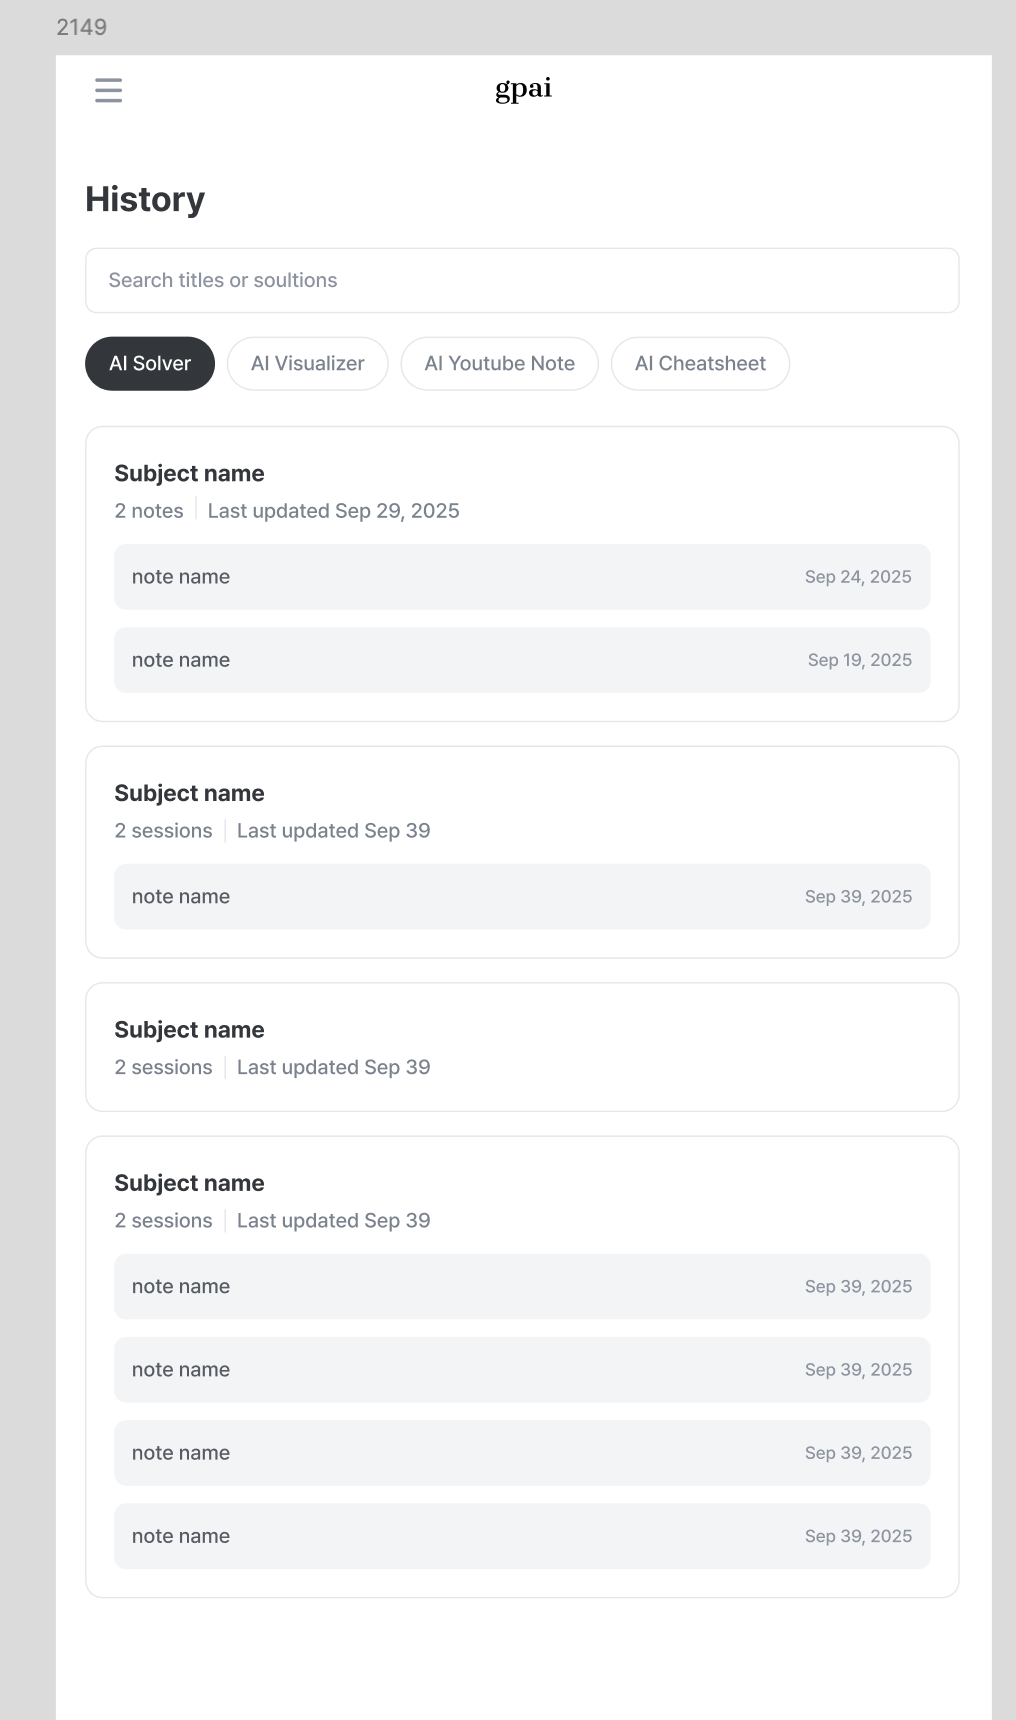 2149
gpai
History
Search titles or soultions
AI Solver AI Visualizer AI Youtube Note AI Cheatsheet
Subject name
2 notes Last updated Sep 29, 2025
note name Sep 24, 2025
note name Sep 19, 2025
Subject name
2 sessions Last updated Sep 39
note name Sep 39, 2025
Subject name
2 sessions Last updated Sep 39
Subject name
2 sessions Last updated Sep 39
note name Sep 39, 2025
note name Sep 39, 2025
note name Sep 39, 2025
note name Sep 39, 2025